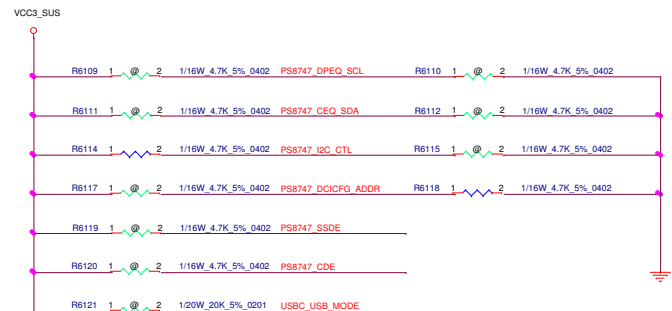 VCC3_SUS
R6109 1 @ 2 1/16W_4.7K_5%_0402 PS8747_DPEQ_SCL R6110 1 @ 2 1/16W_4.7K_5%_0402
R6111 1 @ 2 1/16W_4.7K_5%_0402 PS8747_CEQ_SDA R6112 1 @ 2 1/16W_4.7K_5%_0402
R6114 1 2 1/16W_4.7K_5%_0402 PS8747_I2C_CTL R6115 1 @ 2 1/16W_4.7K_5%_0402
R6117 1 @ 2 1/16W_4.7K_5%_0402 PS8747_DCICFG_ADDR R6118 1 2 1/16W_4.7K_5%_0402
R6119 1 @ 2 1/16W_4.7K_5%_0402 PS8747_SSDE
R6120 1 @ 2 1/16W_4.7K_5%_0402 PS8747_CDE
R6121 1 @ 2 1/20W_20K_5%_0201 USBC_USB_MODE